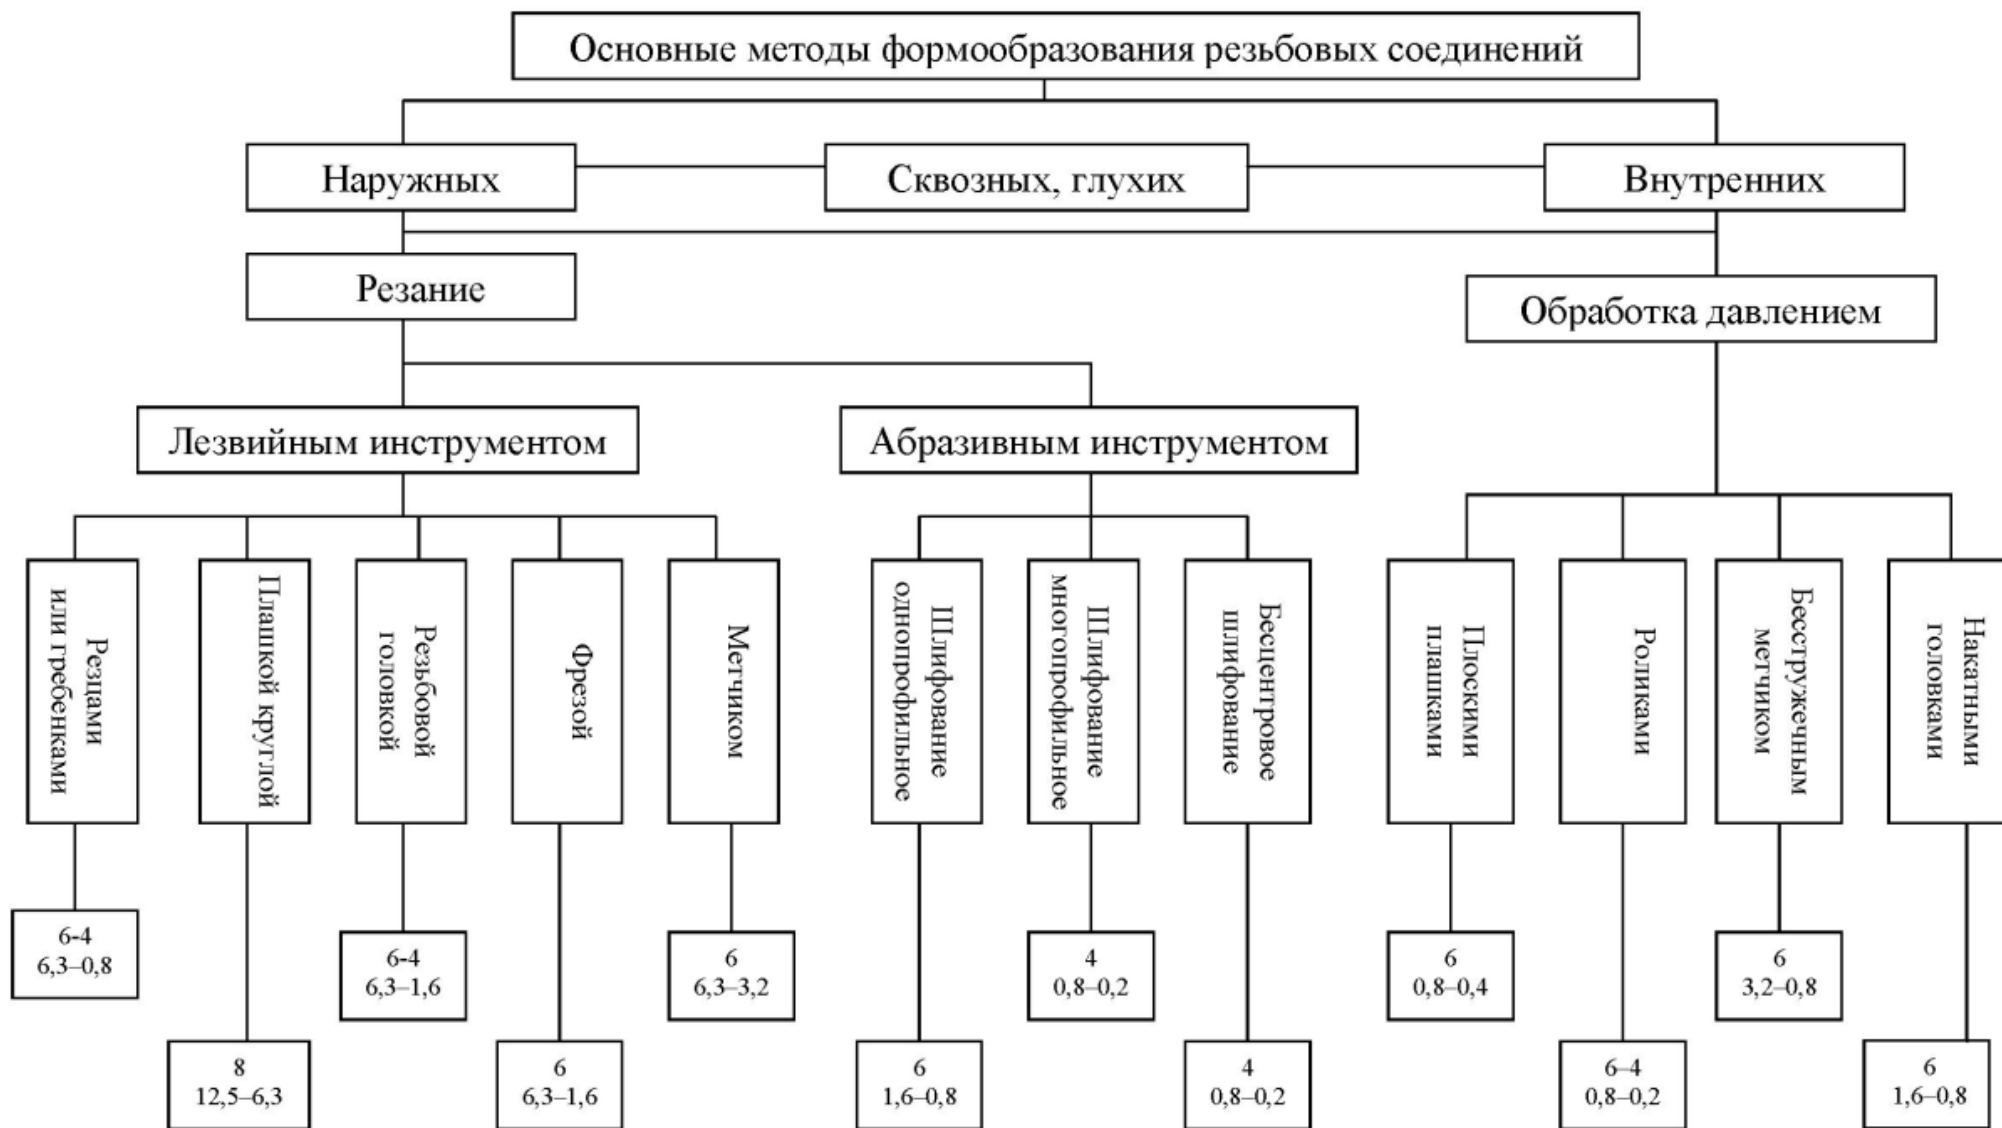 Основные методы формообразования резьбовых соединений
Наружных
Сквозных, глухих
Внутренних
Резание
Обработка давлением
Лезвийным инструментом
Абразивным инструментом
Резцами
или гребенками
Плашкой круглой
Резьбовой
головкой
Фрезой
Метчиком
Шлифование
однопрофильное
Шлифование
многопрофильное
Бесцентровое
шлифование
Плоскими
плашками
Роликами
Бесстружечным
метчиком
Накатными
головками
6-4
6,3–0,8
8
12,5–6,3
6-4
6,3–1,6
6
6,3–1,6
6
6,3–3,2
6
1,6–0,8
4
0,8–0,2
4
0,8–0,2
6
0,8–0,4
6–4
0,8–0,2
6
3,2–0,8
6
1,6–0,8